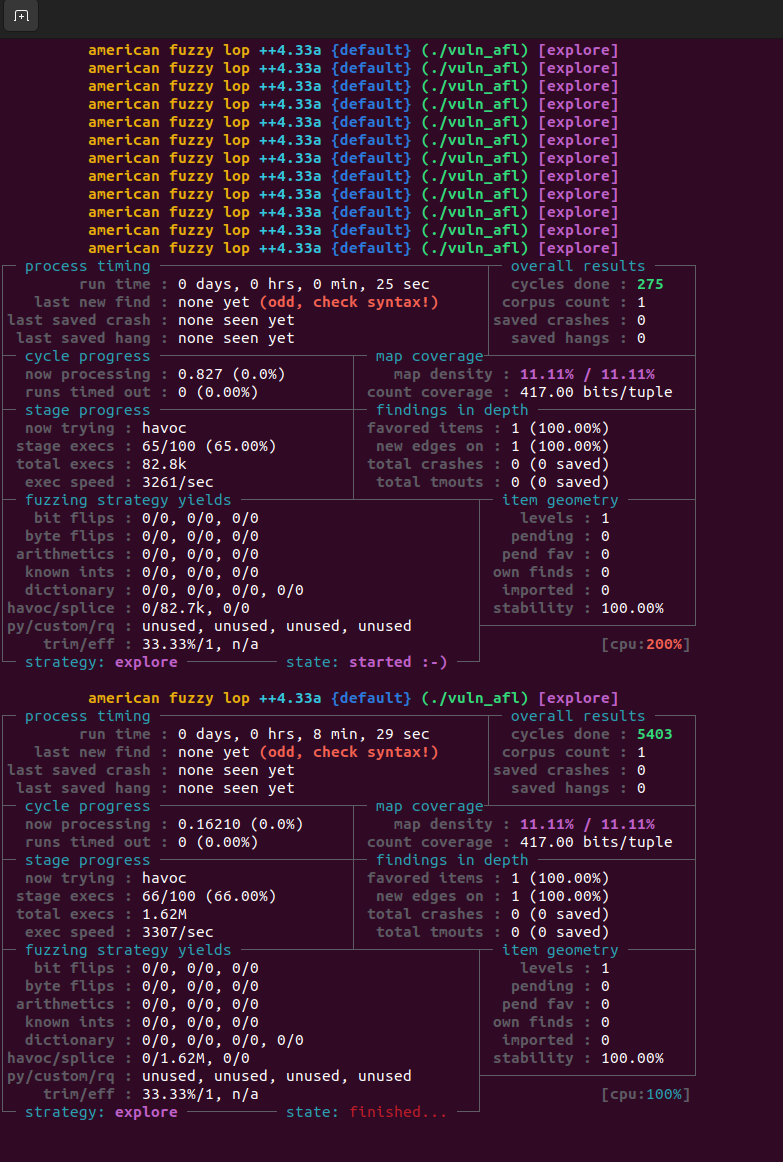 american fuzzy lop ++4.33a {default} (./vuln_afl) [explore]
american fuzzy lop ++4.33a {default} (./vuln_afl) [explore]
american fuzzy lop ++4.33a {default} (./vuln_afl) [explore]
american fuzzy lop ++4.33a {default} (./vuln_afl) [explore]
american fuzzy lop ++4.33a {default} (./vuln_afl) [explore]
american fuzzy lop ++4.33a {default} (./vuln_afl) [explore]
american fuzzy lop ++4.33a {default} (./vuln_afl) [explore]
american fuzzy lop ++4.33a {default} (./vuln_afl) [explore]
american fuzzy lop ++4.33a {default} (./vuln_afl) [explore]
american fuzzy lop ++4.33a {default} (./vuln_afl) [explore]
american fuzzy lop ++4.33a {default} (./vuln_afl) [explore]
american fuzzy lop ++4.33a {default} (./vuln_afl) [explore]
process timing overall results
run time : 0 days, 0 hrs, 0 min, 25 sec cycles done : 275
last new find : none yet (odd, check syntax!) corpus count : 1
last saved crash : none seen yet saved crashes : 0
last saved hang : none seen yet saved hangs : 0
cycle progress map coverage
now processing : 0.827 (0.0%) map density : 11.11% / 11.11%
runs timed out : 0 (0.00%) count coverage : 417.00 bits/tuple
stage progress findings in depth
now trying : havoc favored items : 1 (100.00%)
stage execs : 65/100 (65.00%) new edges on : 1 (100.00%)
total execs : 82.8k total crashes : 0 (0 saved)
exec speed : 3261/sec total tmouts : 0 (0 saved)
fuzzing strategy yields item geometry
bit flips : 0/0, 0/0, 0/0 levels : 1
byte flips : 0/0, 0/0, 0/0 pending : 0
arithmetics : 0/0, 0/0, 0/0 pend fav : 0
known ints : 0/0, 0/0, 0/0 own finds : 0
dictionary : 0/0, 0/0, 0/0, 0/0 imported : 0
havoc/splice : 0/82.7k, 0/0 stability : 100.00%
py/custom/rq : unused, unused, unused, unused
trim/eff : 33.33%/1, n/a [cpu:200%]
strategy: explore state: started :-)
american fuzzy lop ++4.33a {default} (./vuln_afl) [explore]
process timing overall results
run time : 0 days, 0 hrs, 8 min, 29 sec cycles done : 5403
last new find : none yet (odd, check syntax!) corpus count : 1
last saved crash : none seen yet saved crashes : 0
last saved hang : none seen yet saved hangs : 0
cycle progress map coverage
now processing : 0.16210 (0.0%) map density : 11.11% / 11.11%
runs timed out : 0 (0.00%) count coverage : 417.00 bits/tuple
stage progress findings in depth
now trying : havoc favored items : 1 (100.00%)
stage execs : 66/100 (66.00%) new edges on : 1 (100.00%)
total execs : 1.62M total crashes : 0 (0 saved)
exec speed : 3307/sec total tmouts : 0 (0 saved)
fuzzing strategy yields item geometry
bit flips : 0/0, 0/0, 0/0 levels : 1
byte flips : 0/0, 0/0, 0/0 pending : 0
arithmetics : 0/0, 0/0, 0/0 pend fav : 0
known ints : 0/0, 0/0, 0/0 own finds : 0
dictionary : 0/0, 0/0, 0/0, 0/0 imported : 0
havoc/splice : 0/1.62M, 0/0 stability : 100.00%
py/custom/rq : unused, unused, unused, unused
trim/eff : 33.33%/1, n/a [cpu:100%]
strategy: explore state: finished...